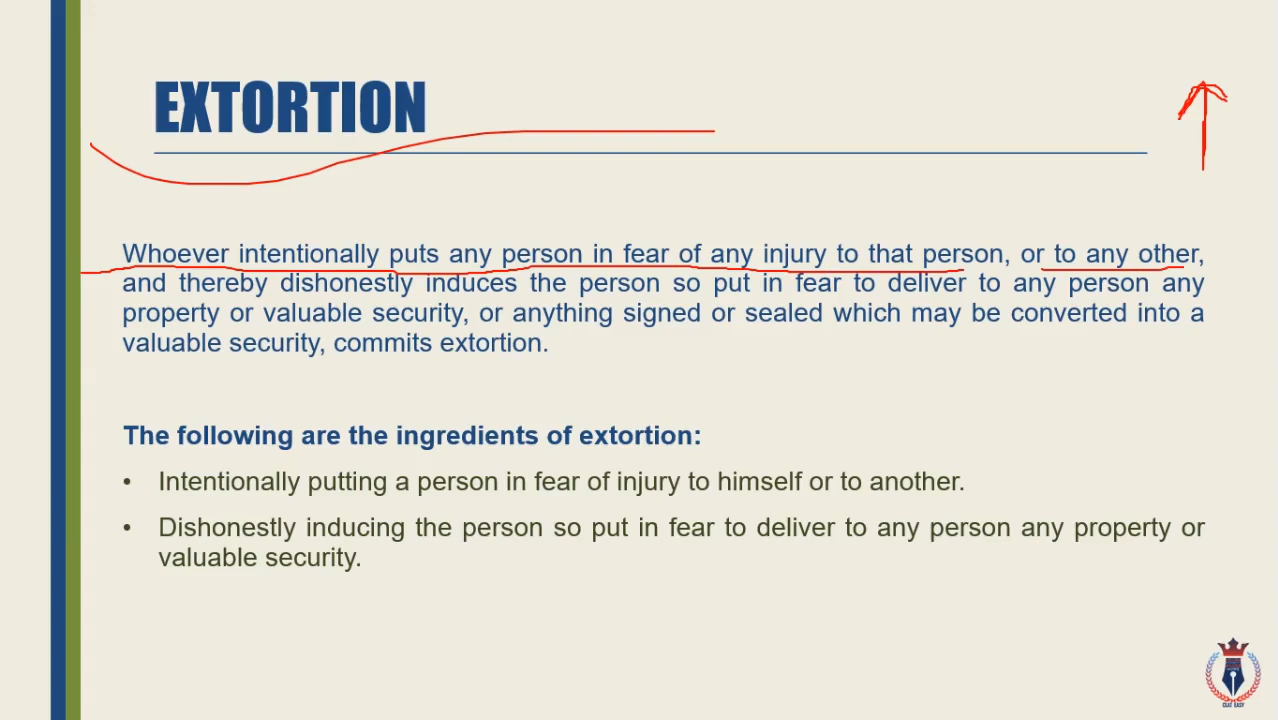 EXTORTION
Whoever intentionally puts any person in fear of any injury to that person, or to any other,
and thereby dishonestly induces the person so put in fear to deliver to any person any
property or valuable security, or anything signed or sealed which may be converted into a
valuable security, commits extortion.
The following are the ingredients of extortion:
• Intentionally putting a person in fear of injury to himself or to another.
• Dishonestly inducing the person so put in fear to deliver to any person any property or
valuable security.
CLAT EASY